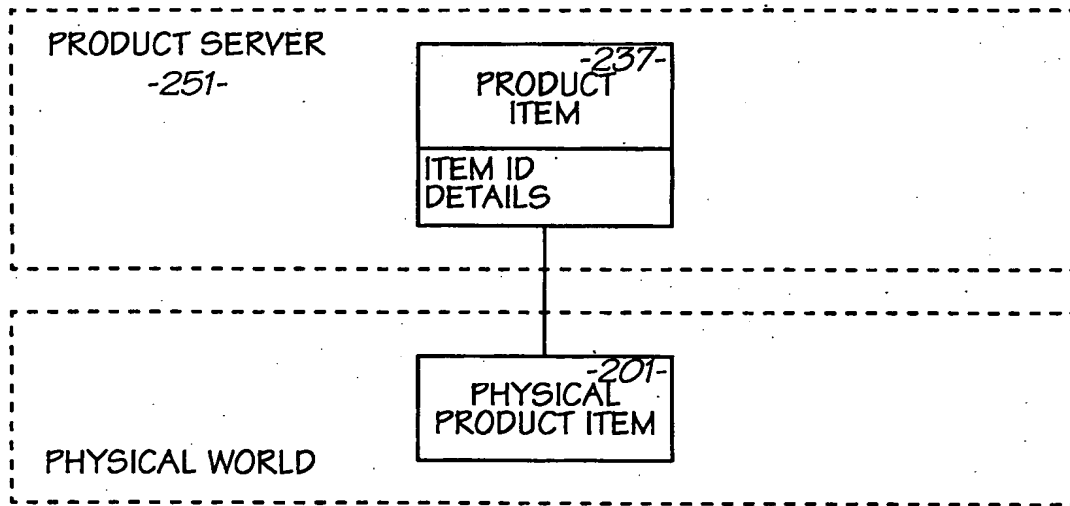 PRODUCT SERVER
-251-
-237-
PRODUCT
ITEM
ITEM ID
DETAILS
-201-
PHYSICAL
PRODUCT ITEM
PHYSICAL WORLD